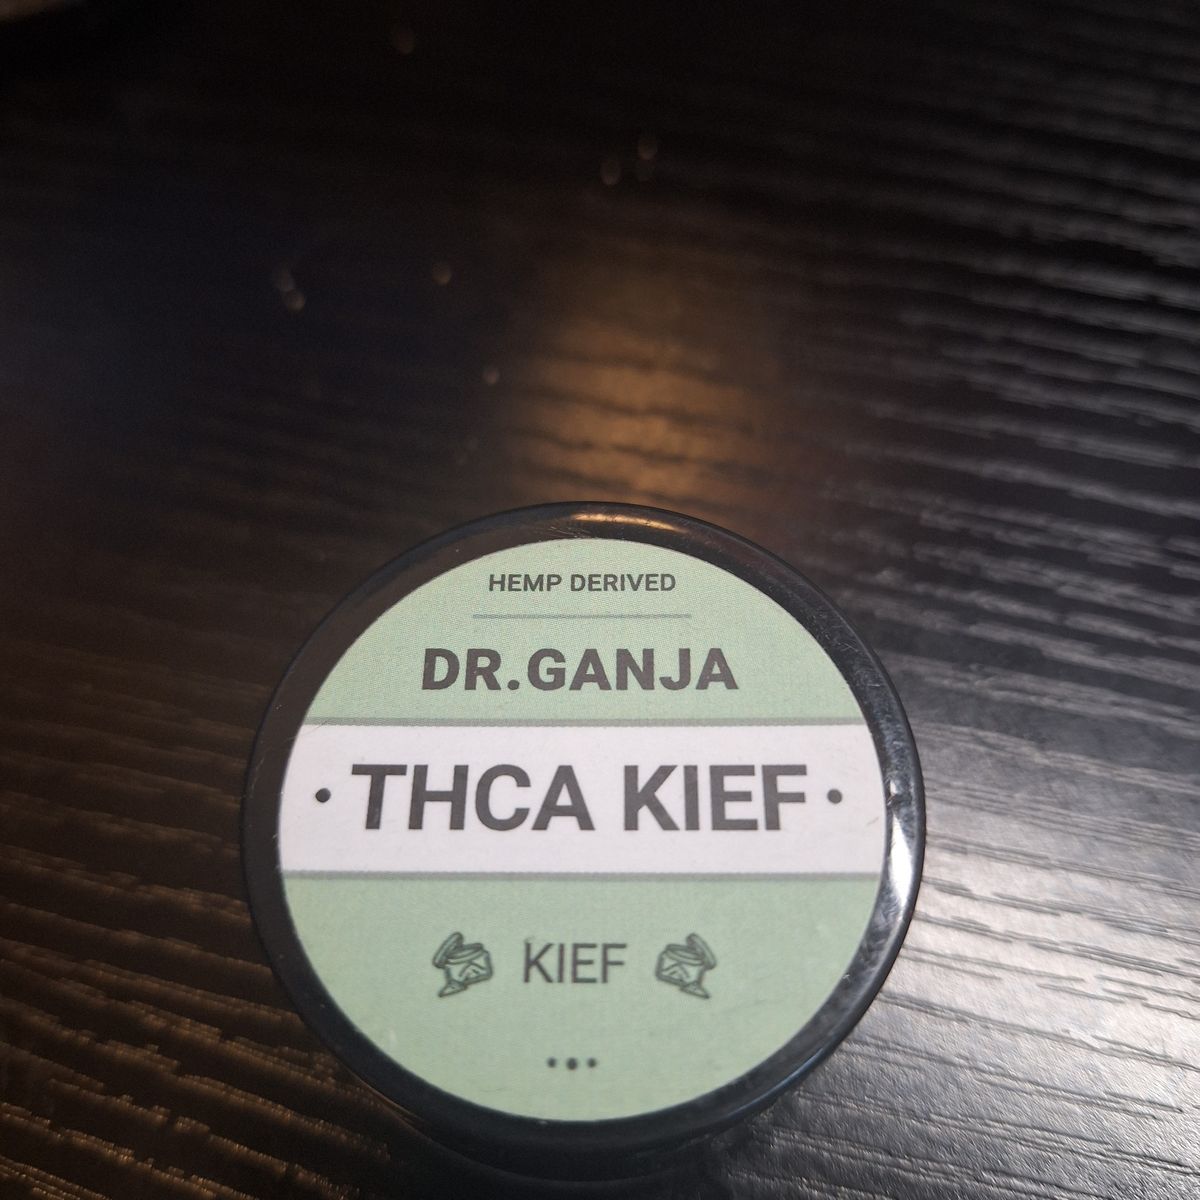 HEMP DERIVED
DR.GANJA
• THCA KIEF •
KIEF